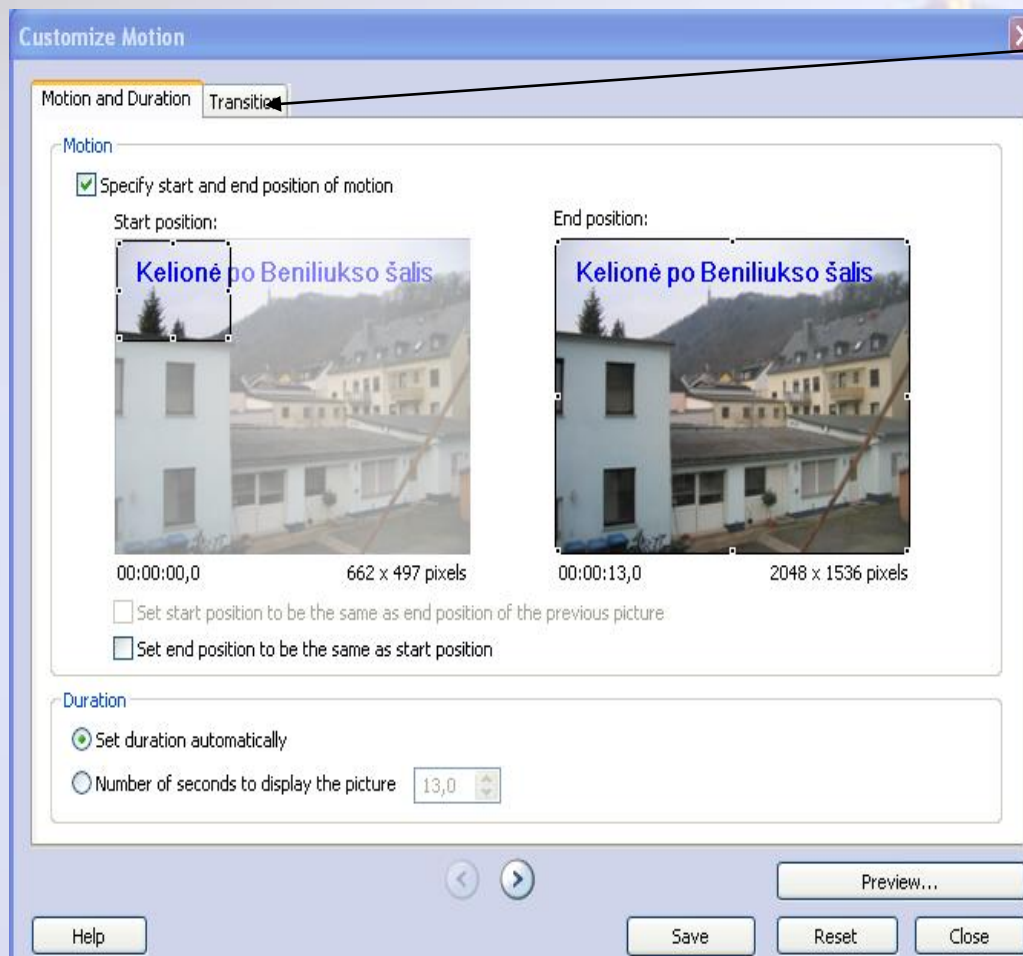 Customize Motion
Motion and Duration Transition
Motion
Specify start and end position of motion
Start position:
End position:
Kelionė po Beniliukso šalis
Kelionė po Beniliukso šalis
00:00:00,0 662 x 497 pixels
00:00:13,0 2048 x 1536 pixels
Set start position to be the same as end position of the previous picture
Set end position to be the same as start position
Duration
Set duration automatically
Number of seconds to display the picture 13,0
Preview...
Help Save Reset Close